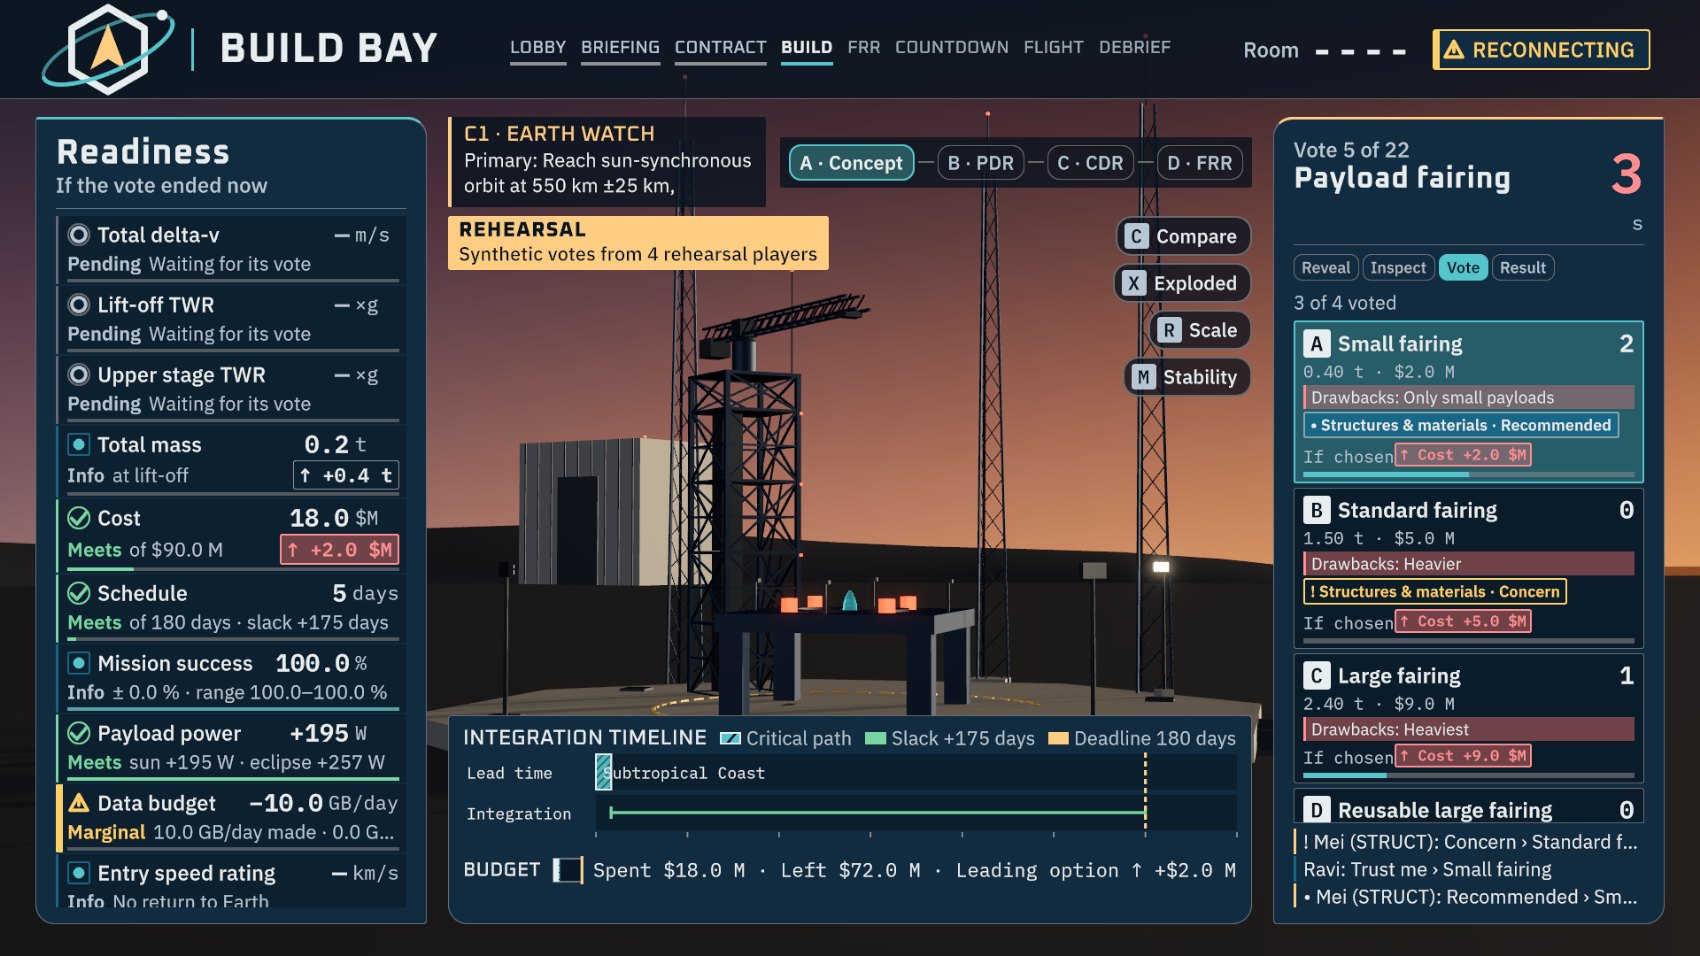 BUILD BAY
LOBBY BRIEFING CONTRACT BUILD FRR COUNTDOWN FLIGHT DEBRIEF
Room – – – –
RECONNECTING
Readiness
If the vote ended now
Total delta-v — m/s
Pending Waiting for its vote
Lift-off TWR — ×g
Pending Waiting for its vote
Upper stage TWR — ×g
Pending Waiting for its vote
Total mass 0.2 t
Info at lift-off ↑ +0.4 t
Cost 18.0 $M
Meets of $90.0 M ↑ +2.0 $M
Schedule 5 days
Meets of 180 days · slack +175 days
Mission success 100.0 %
Info ± 0.0 % · range 100.0–100.0 %
Payload power +195 W
Meets sun +195 W · eclipse +257 W
Data budget −10.0 GB/day
Marginal 10.0 GB/day made · 0.0 G...
Entry speed rating — km/s
Info No return to Earth
C1 · EARTH WATCH
Primary: Reach sun-synchronous
orbit at 550 km ±25 km,
REHEARSAL
Synthetic votes from 4 rehearsal players
A · Concept B · PDR C · CDR D · FRR
C Compare
X Exploded
R Scale
M Stability
INTEGRATION TIMELINE Critical path Slack +175 days Deadline 180 days
Lead time Subtropical Coast
Integration
BUDGET Spent $18.0 M · Left $72.0 M · Leading option ↑ +$2.0 M
Vote 5 of 22
Payload fairing
3
s
Reveal Inspect Vote Result
3 of 4 voted
A Small fairing 2
0.40 t · $2.0 M
Drawbacks: Only small payloads
• Structures & materials · Recommended
If chosen ↑ Cost +2.0 $M
B Standard fairing 0
1.50 t · $5.0 M
Drawbacks: Heavier
! Structures & materials · Concern
If chosen ↑ Cost +5.0 $M
C Large fairing 1
2.40 t · $9.0 M
Drawbacks: Heaviest
If chosen ↑ Cost +9.0 $M
D Reusable large fairing 0
! Mei (STRUCT): Concern › Standard f...
Ravi: Trust me › Small fairing
• Mei (STRUCT): Recommended › Sm...